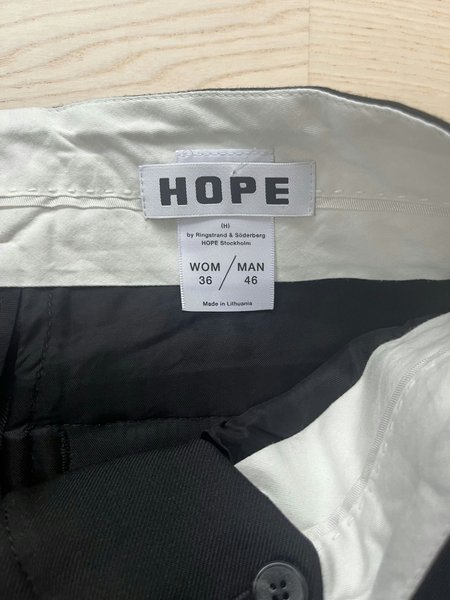 HOPE
(H)
by Ringstrand & Söderberg
HOPE Stockholm
WOM / MAN
36 46
Made in Lithuania